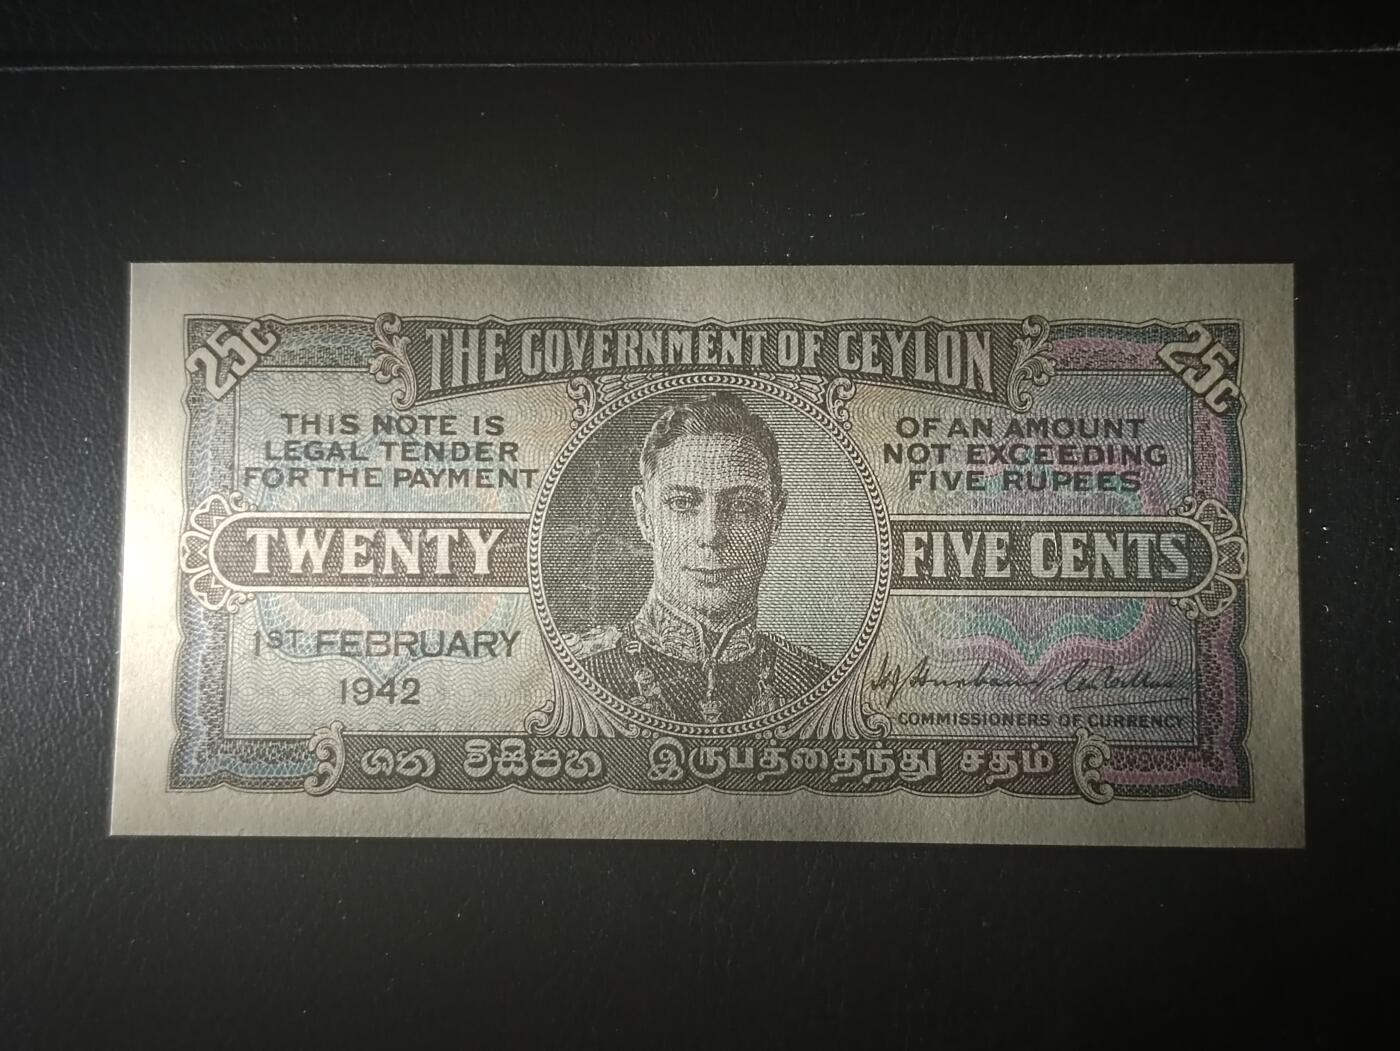 25c
THE GOVERNMENT OF CEYLON
25c
THIS NOTE IS
LEGAL TENDER
FOR THE PAYMENT
OF AN AMOUNT
NOT EXCEEDING
FIVE RUPEES
TWENTY
FIVE CENTS
1ST FEBRUARY
1942
COMMISSIONERS OF CURRENCY
ශත විසිපහ இருபத்தைந்து சதம்